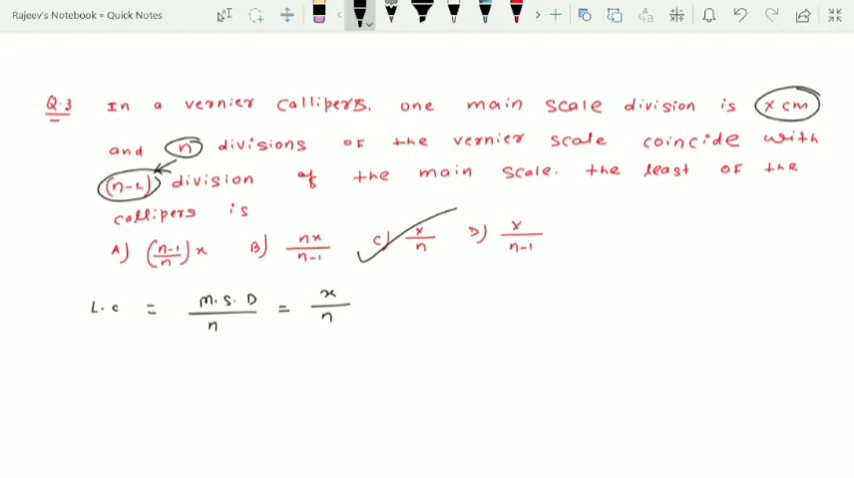 Rajeev's Notebook » Quick Notes
Q.3 In a vernier callipers, one main scale division is x cm
and n divisions of the vernier scale coincide with
(n-1) division of the main scale. the least of the
callipers is
A) (n-1/n) x B) nx/n-1 C) x/n D) x/n-1
L.c = M.S.D/n = x/n